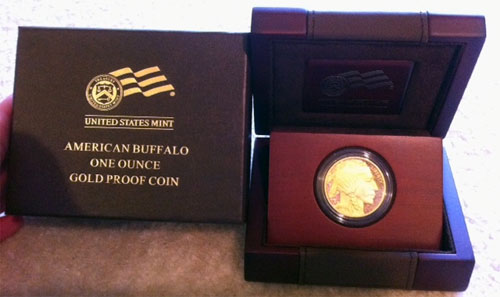 UNITED STATES MINT
AMERICAN BUFFALO
ONE OUNCE
GOLD PROOF COIN